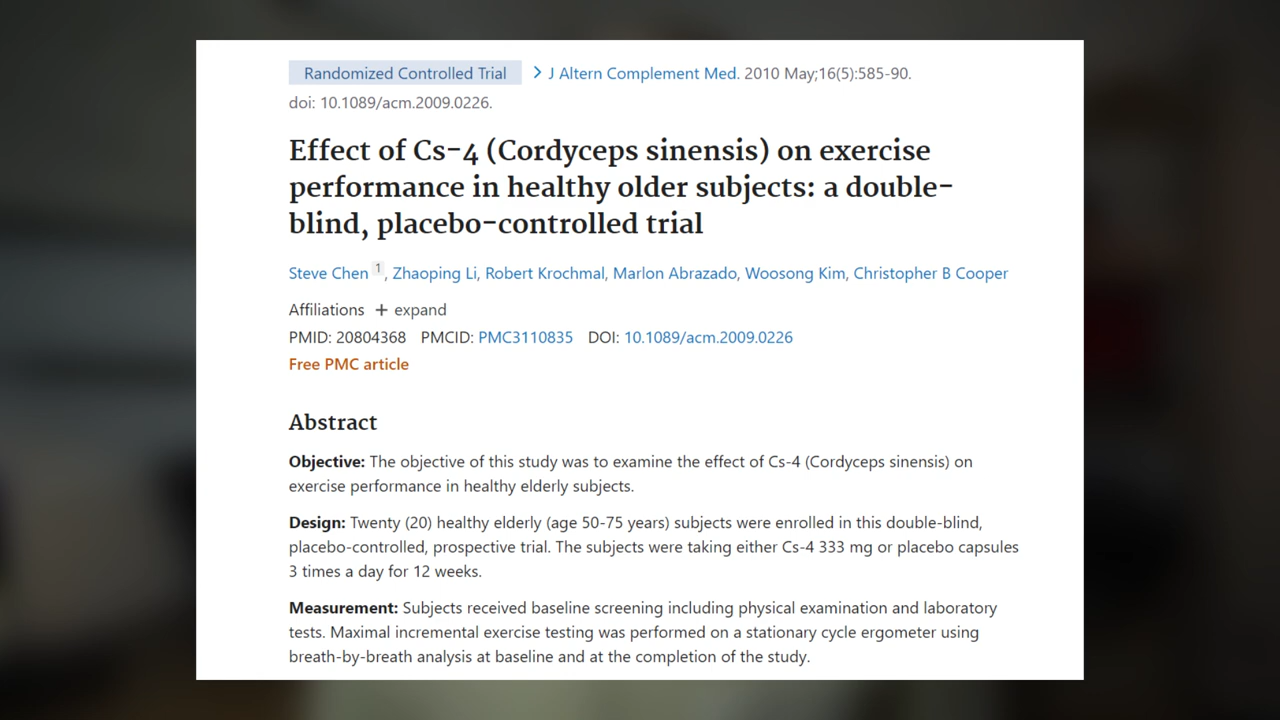 Randomized Controlled Trial > J Altern Complement Med. 2010 May;16(5):585-90.
doi: 10.1089/acm.2009.0226.
Effect of Cs-4 (Cordyceps sinensis) on exercise
performance in healthy older subjects: a double-
blind, placebo-controlled trial
Steve Chen 1, Zhaoping Li, Robert Krochmal, Marlon Abrazado, Woosong Kim, Christopher B Cooper
Affiliations + expand
PMID: 20804368 PMCID: PMC3110835 DOI: 10.1089/acm.2009.0226
Free PMC article
Abstract
Objective: The objective of this study was to examine the effect of Cs-4 (Cordyceps sinensis) on
exercise performance in healthy elderly subjects.
Design: Twenty (20) healthy elderly (age 50-75 years) subjects were enrolled in this double-blind,
placebo-controlled, prospective trial. The subjects were taking either Cs-4 333 mg or placebo capsules
3 times a day for 12 weeks.
Measurement: Subjects received baseline screening including physical examination and laboratory
tests. Maximal incremental exercise testing was performed on a stationary cycle ergometer using
breath-by-breath analysis at baseline and at the completion of the study.